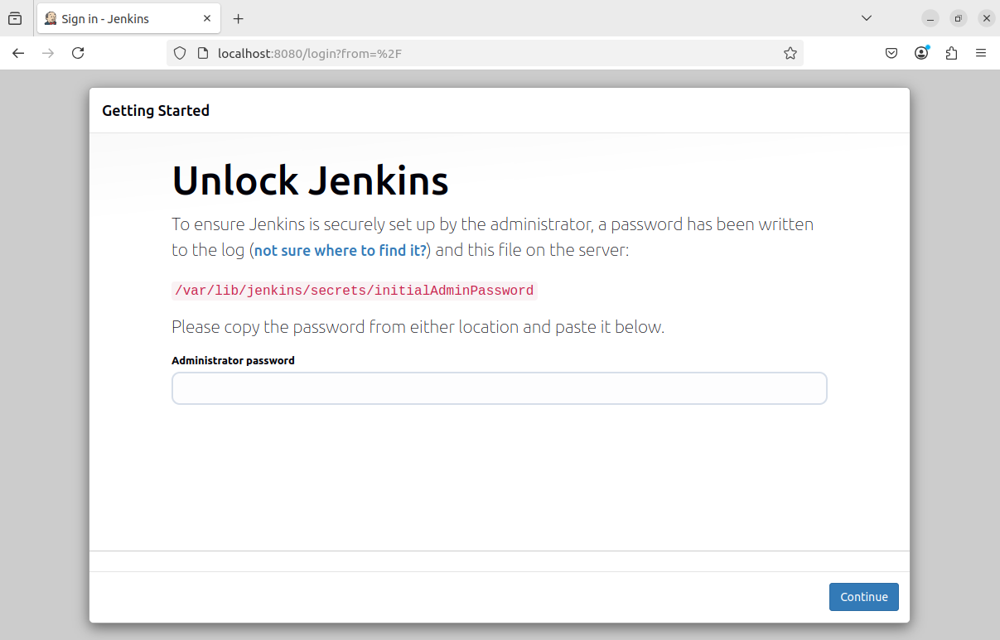 Sign in - Jenkins
localhost:8080/login?from=%2F
Getting Started
Unlock Jenkins
To ensure Jenkins is securely set up by the administrator, a password has been written
to the log (not sure where to find it?) and this file on the server:
/var/lib/jenkins/secrets/initialAdminPassword
Please copy the password from either location and paste it below.
Administrator password
Continue